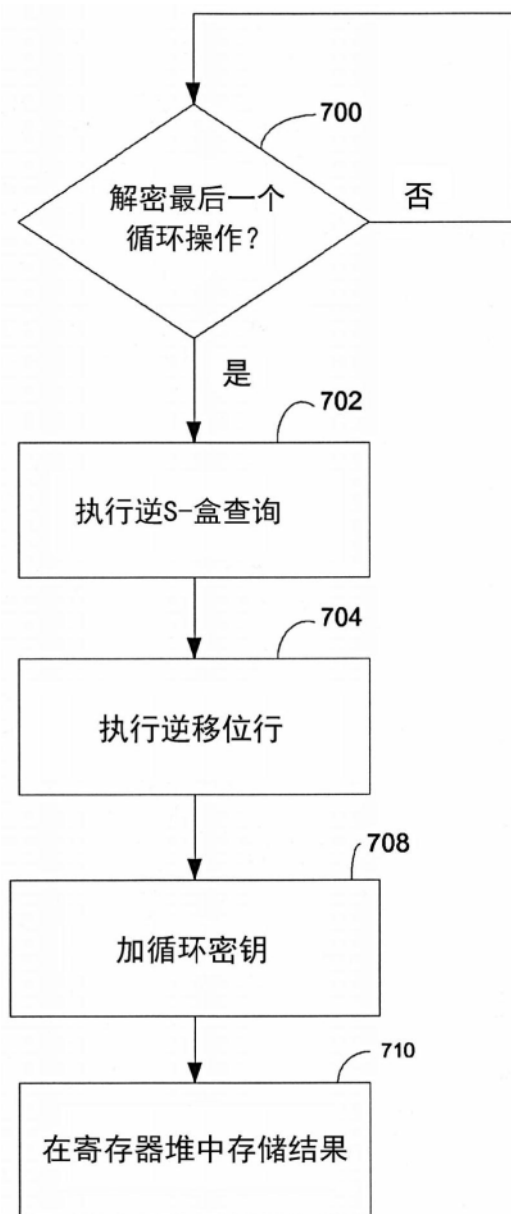 700
解密最后一个
循环操作?
否
是
702
执行逆S-盒查询
704
执行逆移位行
708
加循环密钥
710
在寄存器堆中存储结果